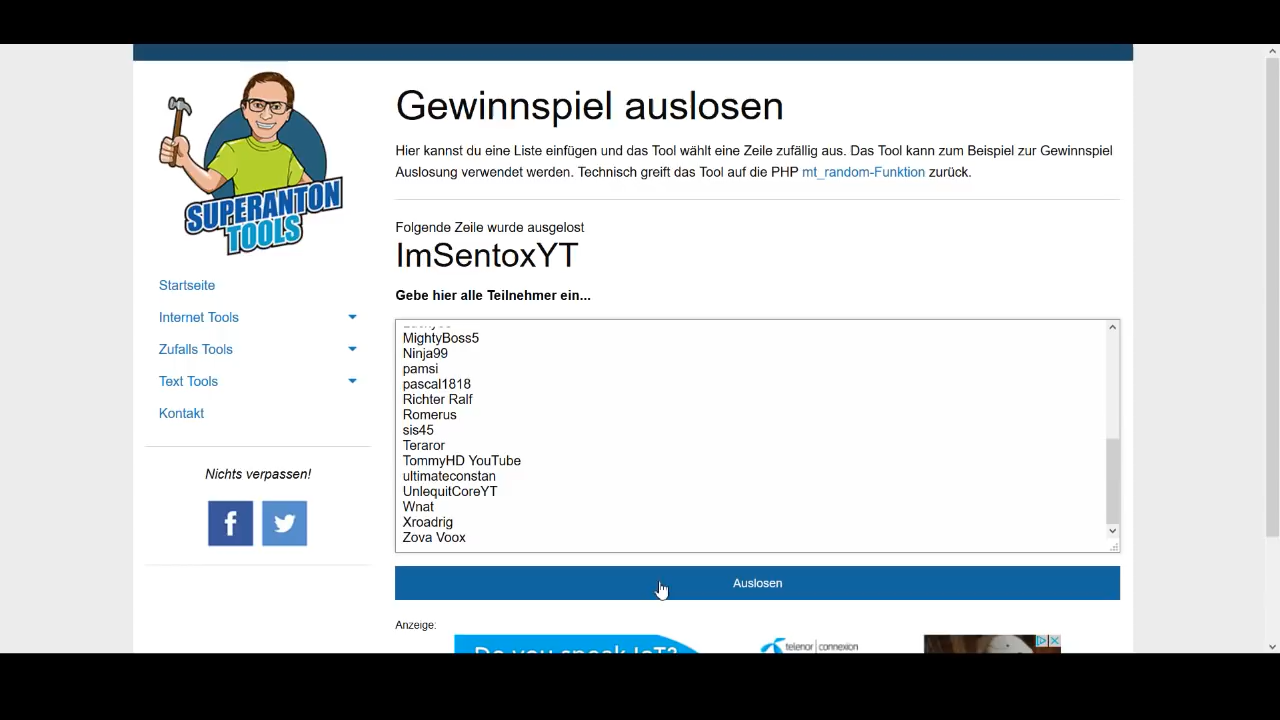 SUPERANTON
TOOLS
Startseite
Internet Tools
Zufalls Tools
Text Tools
Kontakt
Nichts verpassen!
f
Gewinnspiel auslosen
Hier kannst du eine Liste einfügen und das Tool wählt eine Zeile zufällig aus. Das Tool kann zum Beispiel zur Gewinnspiel
Auslosung verwendet werden. Technisch greift das Tool auf die PHP mt_random-Funktion zurück.
Folgende Zeile wurde ausgelost
ImSentoxYT
Gebe hier alle Teilnehmer ein...
MightyBoss5
Ninja99
pamsi
pascal1818
Richter Ralf
Romerus
sis45
Teraror
TommyHD YouTube
ultimateconstan
UnlequitCoreYT
Wnat
Xroadrig
Zova Voox
Auslosen
Anzeige:
Do you speak IoT?
telenor connexion